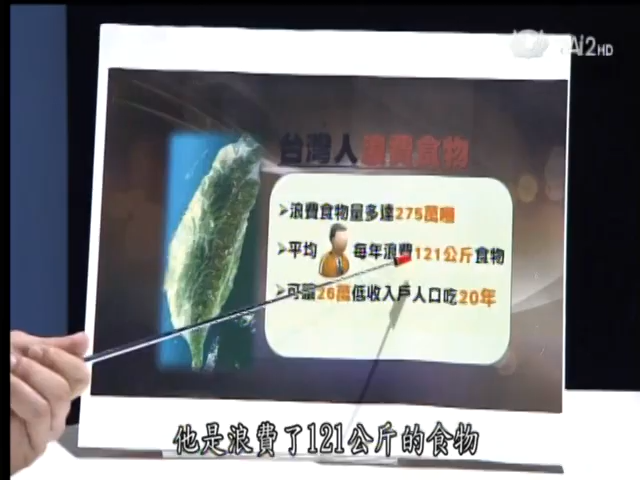 Ai2HD
台灣人浪費食物
➤浪費食物量多達275萬噸
➤平均 每年浪費121公斤食物
➤可讓26萬低收入戶人口吃20年
他是浪費了121公斤的食物